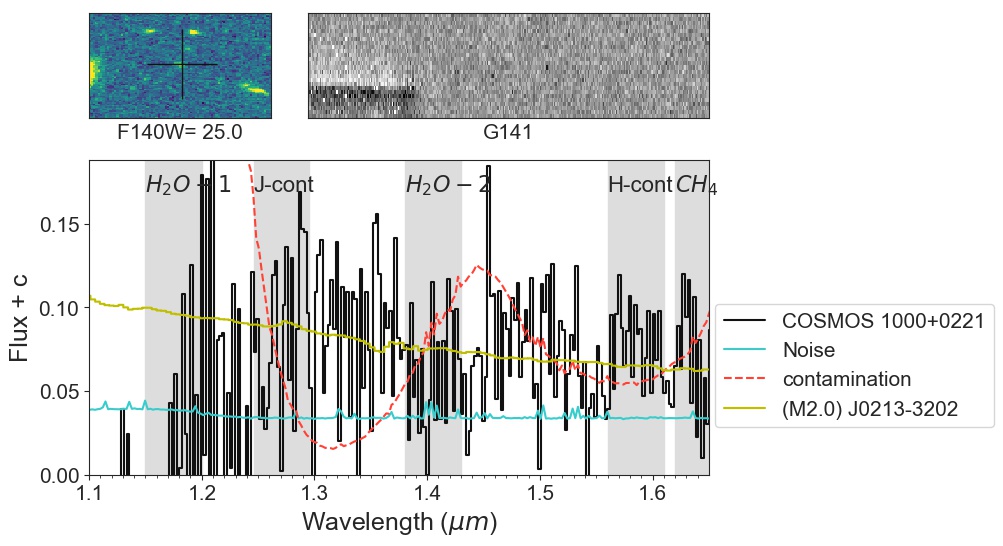 F140W= 25.0
G141
H₂O − 1
J-cont
H₂O − 2
H-cont
CH₄
Flux + c
0.15
0.10
0.05
0.00
1.1
1.2
1.3
1.4
1.5
1.6
Wavelength (μm)
COSMOS 1000+0221
Noise
contamination
(M2.0) J0213-3202